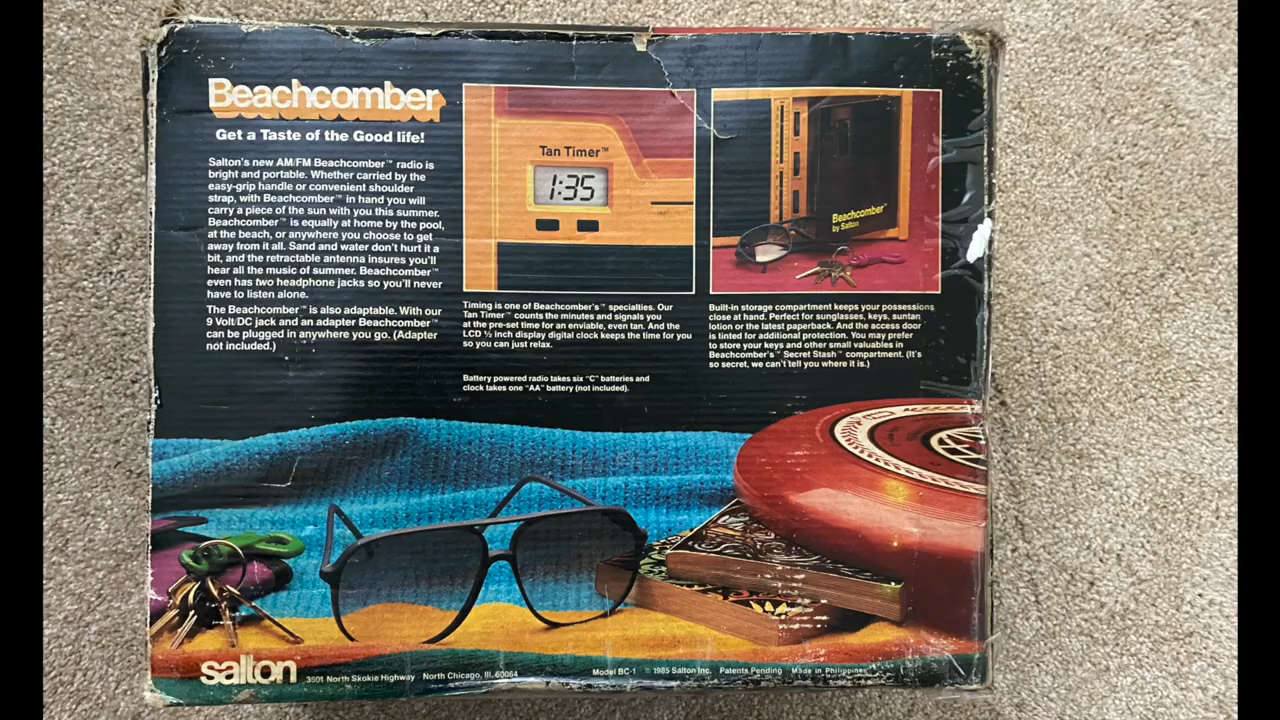 Beachcomber
Get a Taste of the Good life!
Salton's new AM/FM Beachcomber™ radio is
bright and portable. Whether carried by the
easy-grip handle or convenient shoulder
strap, with Beachcomber™ in hand you will
carry a piece of the sun with you this summer.
Beachcomber™ is equally at home by the pool,
at the beach, or anywhere you choose to get
away from it all. Sand and water don't hurt it a
bit, and the retractable antenna insures you'll
hear all the music of summer. Beachcomber™
even has two headphone jacks so you'll never
have to listen alone.
The Beachcomber™ is also adaptable. With our
9 Volt/DC jack and an adapter Beachcomber™
can be plugged in anywhere you go. (Adapter
not included.)
Tan Timer™
1:35
Timing is one of Beachcomber's™ specialties. Our
Tan Timer™ counts the minutes and signals you
at the pre-set time for an enviable, even tan. And the
LCD ½ inch display digital clock keeps the time for you
so you can just relax.
Battery powered radio takes six "C" batteries and
clock takes one "AA" battery (not included).
Beachcomber™
by Salton
Built-in storage compartment keeps your possessions
close at hand. Perfect for sunglasses, keys, suntan
lotion or the latest paperback. And the access door
is tinted for additional protection. You may prefer
to store your keys and other small valuables in
Beachcomber's™ Secret Stash™ compartment. (It's
so secret, we can't tell you where it is.)
salton
3501 North Skokie Highway North Chicago, Ill. 60064
Model BC-1 © 1985 Salton Inc. Patents Pending Made in Philippines